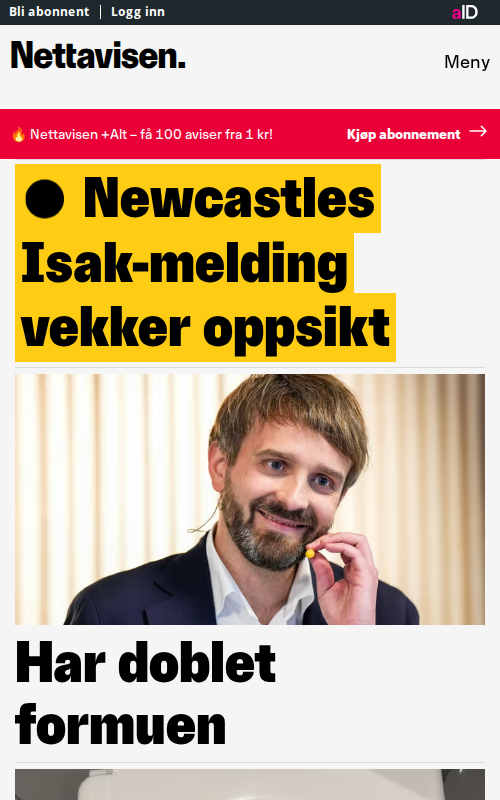 Bli abonnent | Logg inn
aID
Nettavisen.
Meny
🔥 Nettavisen +Alt – få 100 aviser fra 1 kr!
Kjøp abonnement →
● Newcastles
Isak-melding
vekker oppsikt
Har doblet
formuen